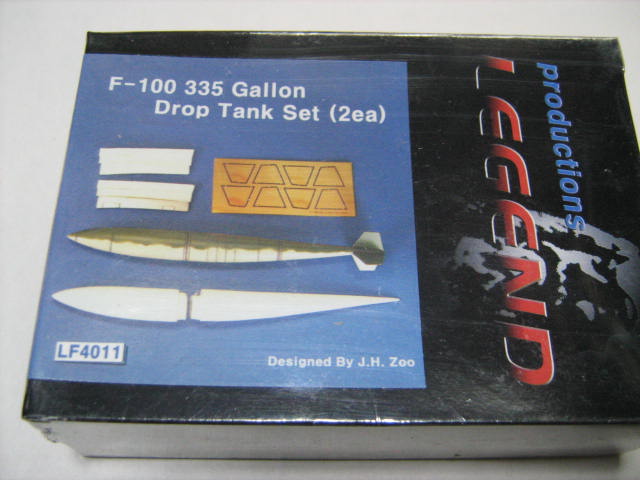 F-100 335 Gallon
Drop Tank Set (2ea)
LF4011
Designed By J.H. Zoo
LEGEND
productions